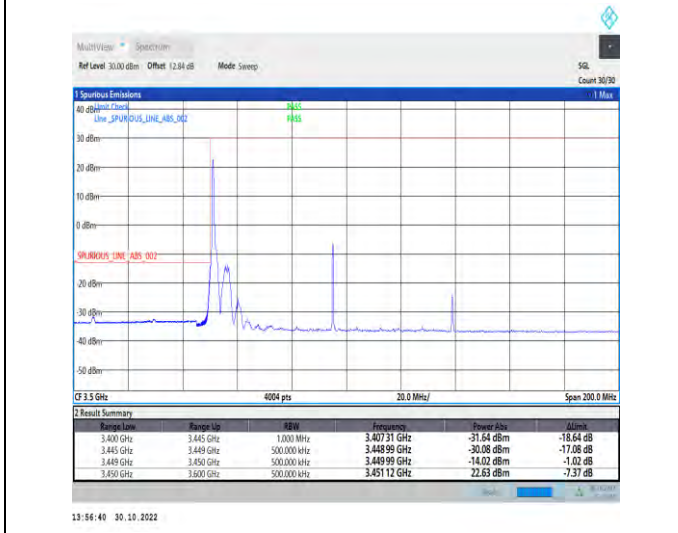 MultiView Spectrum
Ref Level 30.00 dBm Offset 12.84 dB Mode Sweep SGL
Count 30/30
1 Spurious Emissions 1 Max
40 dBm Limit Check PASS
Line _SPURIOUS_LINE_ABS_002 PASS
30 dBm
20 dBm
10 dBm
0 dBm
_SPURIOUS_LINE_ABS_002
-20 dBm
-30 dBm
-40 dBm
-50 dBm
CF 3.5 GHz 4004 pts 20.0 MHz/ Span 200.0 MHz
2 Result Summary
Range Low Range Up RBW Frequency Power Abs ΔLimit
3.400 GHz 3.445 GHz 1.000 MHz 3.407 31 GHz -31.64 dBm -18.64 dB
3.445 GHz 3.449 GHz 500.000 kHz 3.448 99 GHz -30.08 dBm -17.08 dB
3.449 GHz 3.450 GHz 500.000 kHz 3.449 99 GHz -14.02 dBm -1.02 dB
3.450 GHz 3.600 GHz 500.000 kHz 3.451 12 GHz 22.63 dBm -7.37 dB
13:56:40 30.10.2022